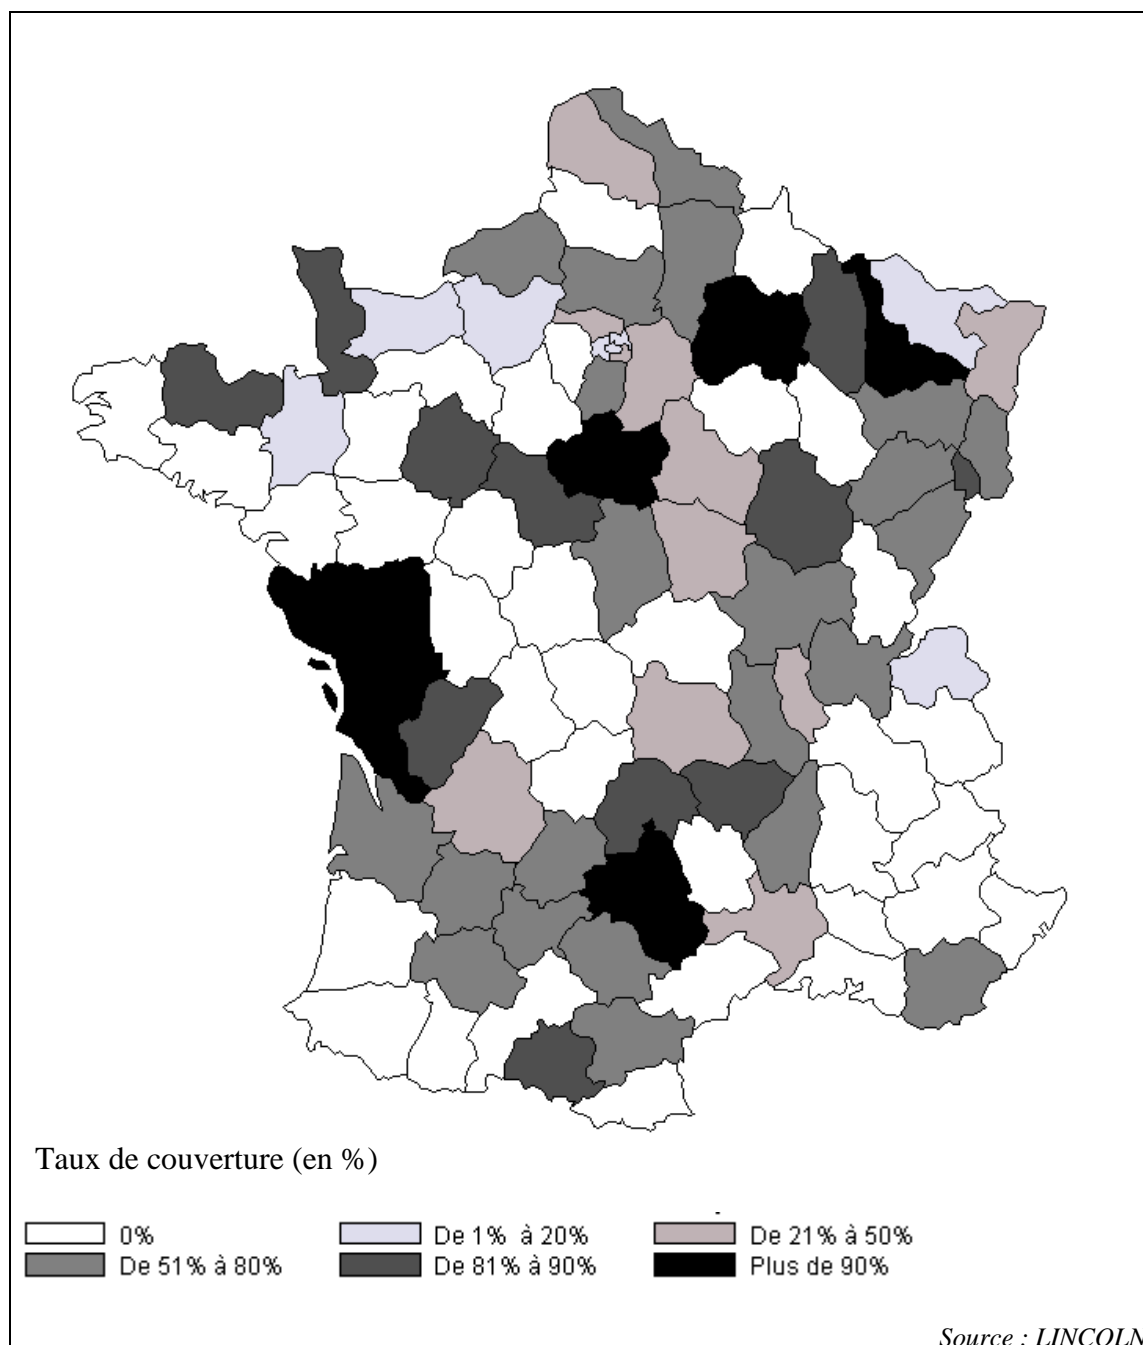 Taux de couverture (en %)
0% De 1% à 20% De 21% à 50%
De 51% à 80% De 81% à 90% Plus de 90%
Source : LINCOLN